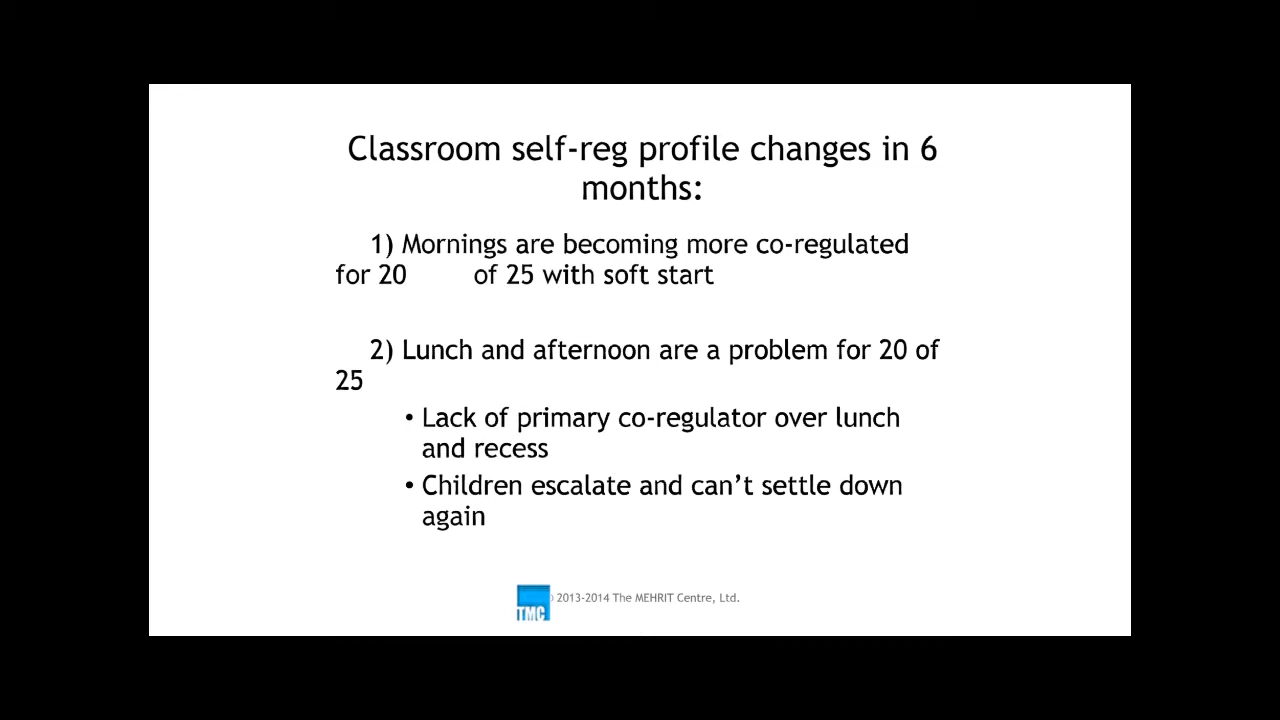 Classroom self-reg profile changes in 6
months:
1) Mornings are becoming more co-regulated
for 20 of 25 with soft start
2) Lunch and afternoon are a problem for 20 of
25
• Lack of primary co-regulator over lunch
and recess
• Children escalate and can't settle down
again
TMC
© 2013-2014 The MEHRIT Centre, Ltd.